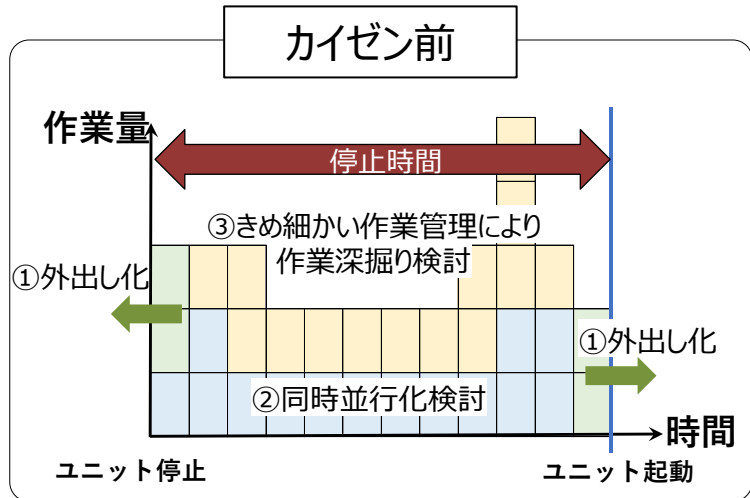 カイゼン前
作業量
停止時間
③きめ細かい作業管理により
作業深掘り検討
①外出し化
①外出し化
②同時並行化検討
時間
ユニット停止
ユニット起動